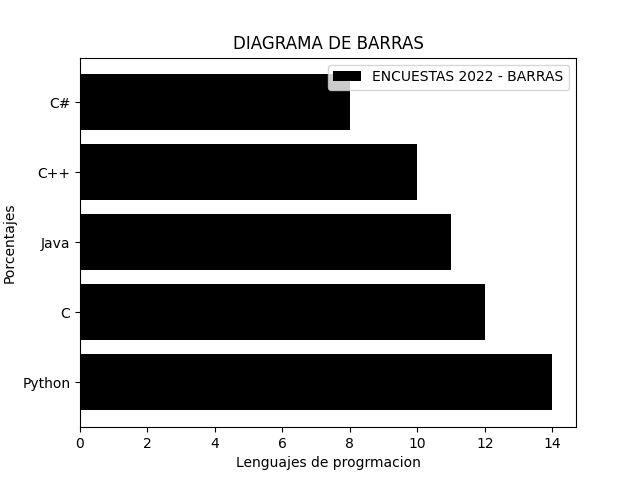 DIAGRAMA DE BARRAS
ENCUESTAS 2022 - BARRAS
Porcentajes
C#
C++
Java
C
Python
0 2 4 6 8 10 12 14
Lenguajes de progrmacion